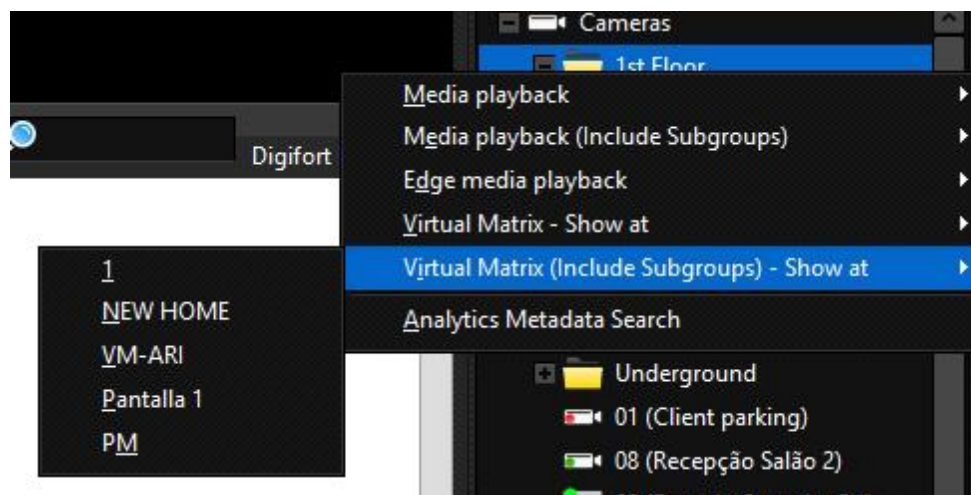 Cameras
1st Floor
Media playback
Media playback (Include Subgroups)
Digifort
Edge media playback
Virtual Matrix - Show at
Virtual Matrix (Include Subgroups) - Show at
1
NEW HOME
Analytics Metadata Search
VM-ARI
Underground
Pantalla 1
01 (Client parking)
PM
08 (Recepção Salão 2)